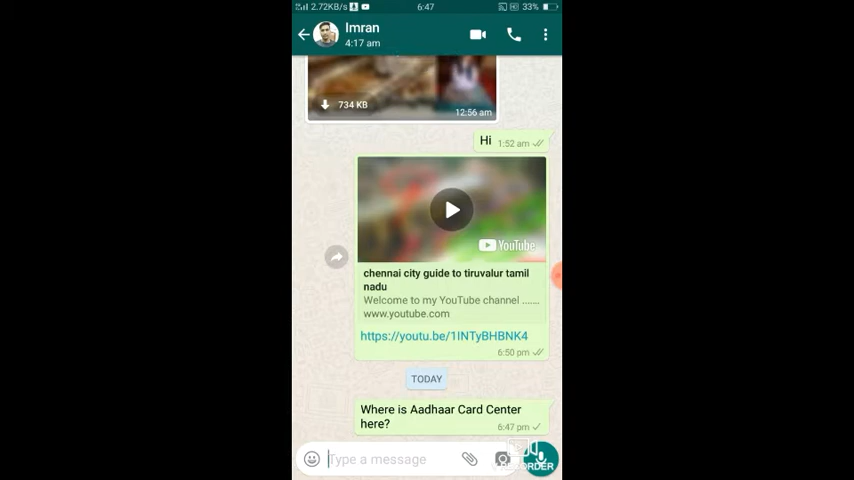 2.72KB/s 6:47 33%
Imran
4:17 am
734 KB
12:56 am
Hi 1:52 am
YouTube
chennai city guide to tiruvalur tamil
nadu
Welcome to my YouTube channel .......
www.youtube.com
https://youtu.be/1INTyBHBNK4
6:50 pm
TODAY
Where is Aadhaar Card Center
here?
6:47 pm
Type a message
RECORDER